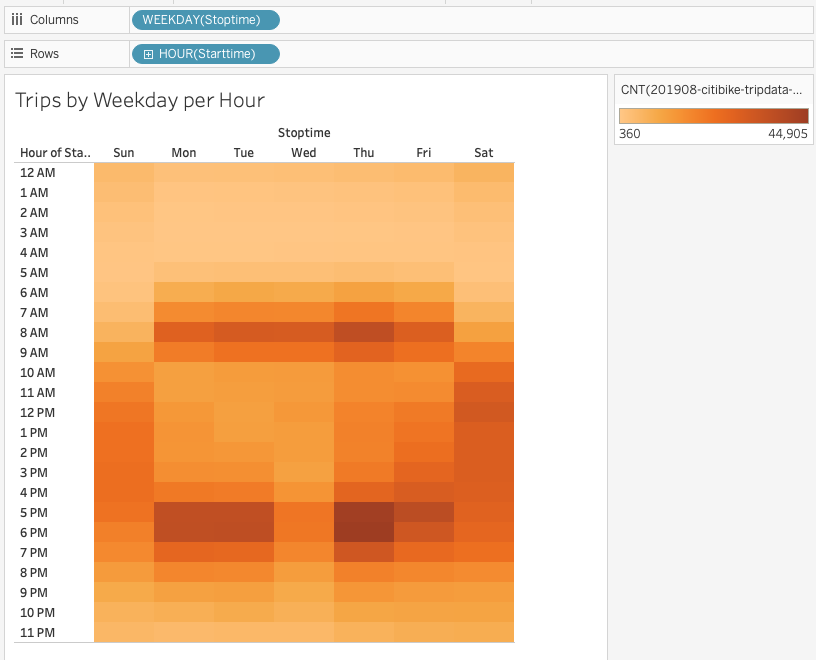 Columns WEEKDAY(Stoptime)
Rows HOUR(Starttime)
Trips by Weekday per Hour
CNT(201908-citibike-tripdata-...
360 44,905
Stoptime
Hour of Sta.. Sun Mon Tue Wed Thu Fri Sat
12 AM
1 AM
2 AM
3 AM
4 AM
5 AM
6 AM
7 AM
8 AM
9 AM
10 AM
11 AM
12 PM
1 PM
2 PM
3 PM
4 PM
5 PM
6 PM
7 PM
8 PM
9 PM
10 PM
11 PM